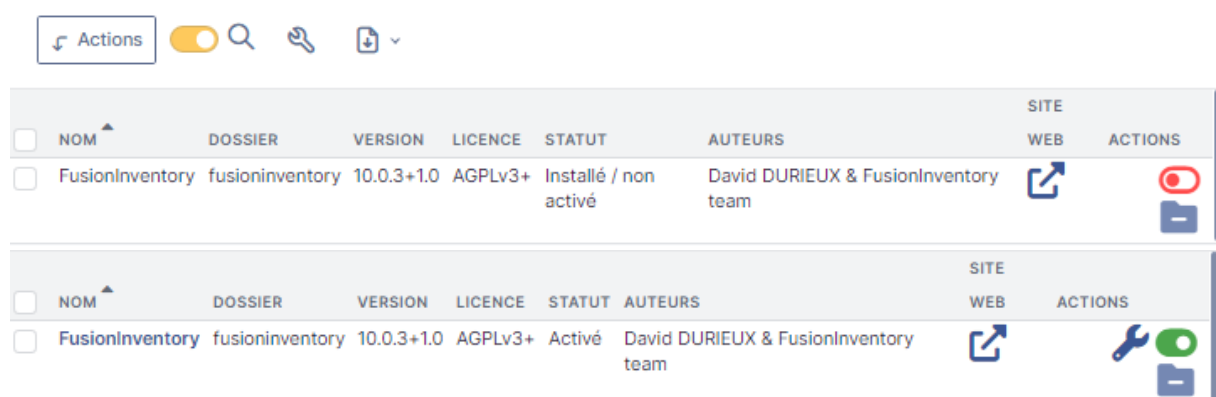 Actions
SITE
NOM DOSSIER VERSION LICENCE STATUT AUTEURS WEB ACTIONS
FusionInventory fusioninventory 10.0.3+1.0 AGPLv3+ Installé / non David DURIEUX & FusionInventory
activé team
SITE
NOM DOSSIER VERSION LICENCE STATUT AUTEURS WEB ACTIONS
FusionInventory fusioninventory 10.0.3+1.0 AGPLv3+ Activé David DURIEUX & FusionInventory
team